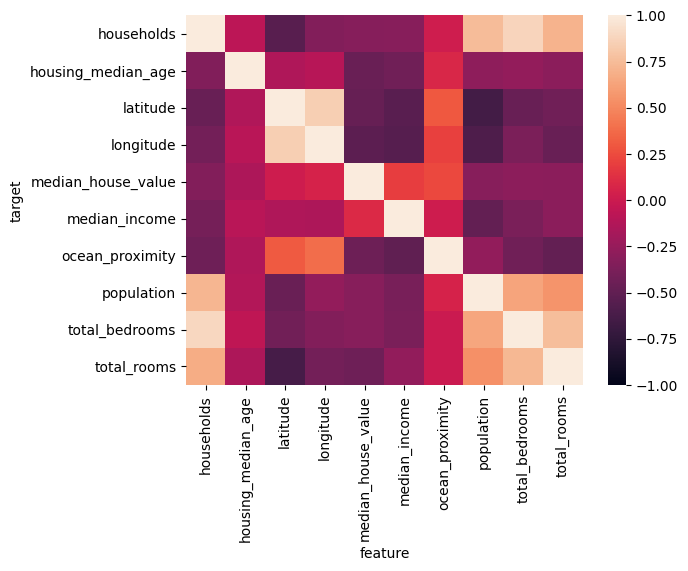 households
housing_median_age
latitude
longitude
median_house_value
median_income
ocean_proximity
population
total_bedrooms
total_rooms
target
households
housing_median_age
latitude
longitude
median_house_value
median_income
ocean_proximity
population
total_bedrooms
total_rooms
feature
1.00
0.75
0.50
0.25
0.00
−0.25
−0.50
−0.75
−1.00